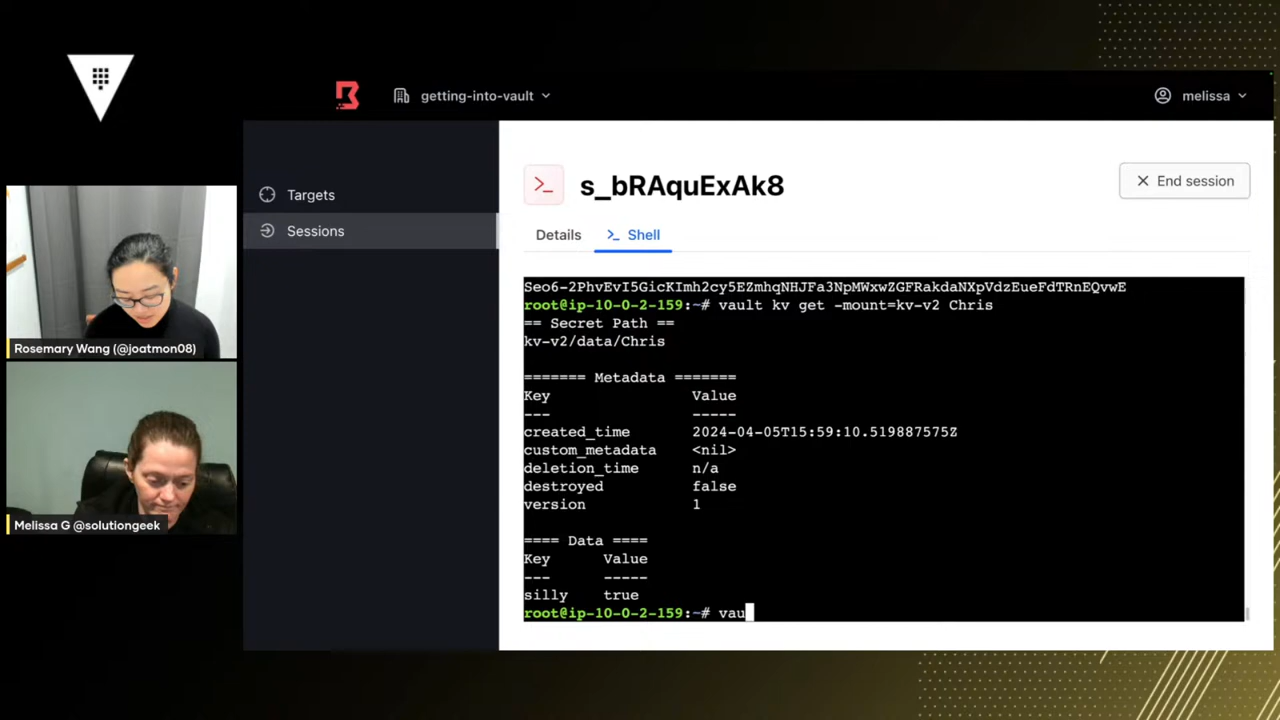 getting-into-vault
melissa
Targets
Sessions
s_bRAquExAk8
End session
Details
>_ Shell
Seo6-2PhvEvI5GicKImh2cy5EZmhqNHJFa3NpMWxwZGFRakdaNXpVdzEueFdTRnEQvwE
root@ip-10-0-2-159:~# vault kv get -mount=kv-v2 Chris
== Secret Path ==
kv-v2/data/Chris
======= Metadata =======
Key Value
--- -----
created_time 2024-04-05T15:59:10.519887575Z
custom_metadata <nil>
deletion_time n/a
destroyed false
version 1
==== Data ====
Key Value
--- -----
silly true
root@ip-10-0-2-159:~# vau
Rosemary Wang (@joatmon08)
Melissa G @solutiongeek